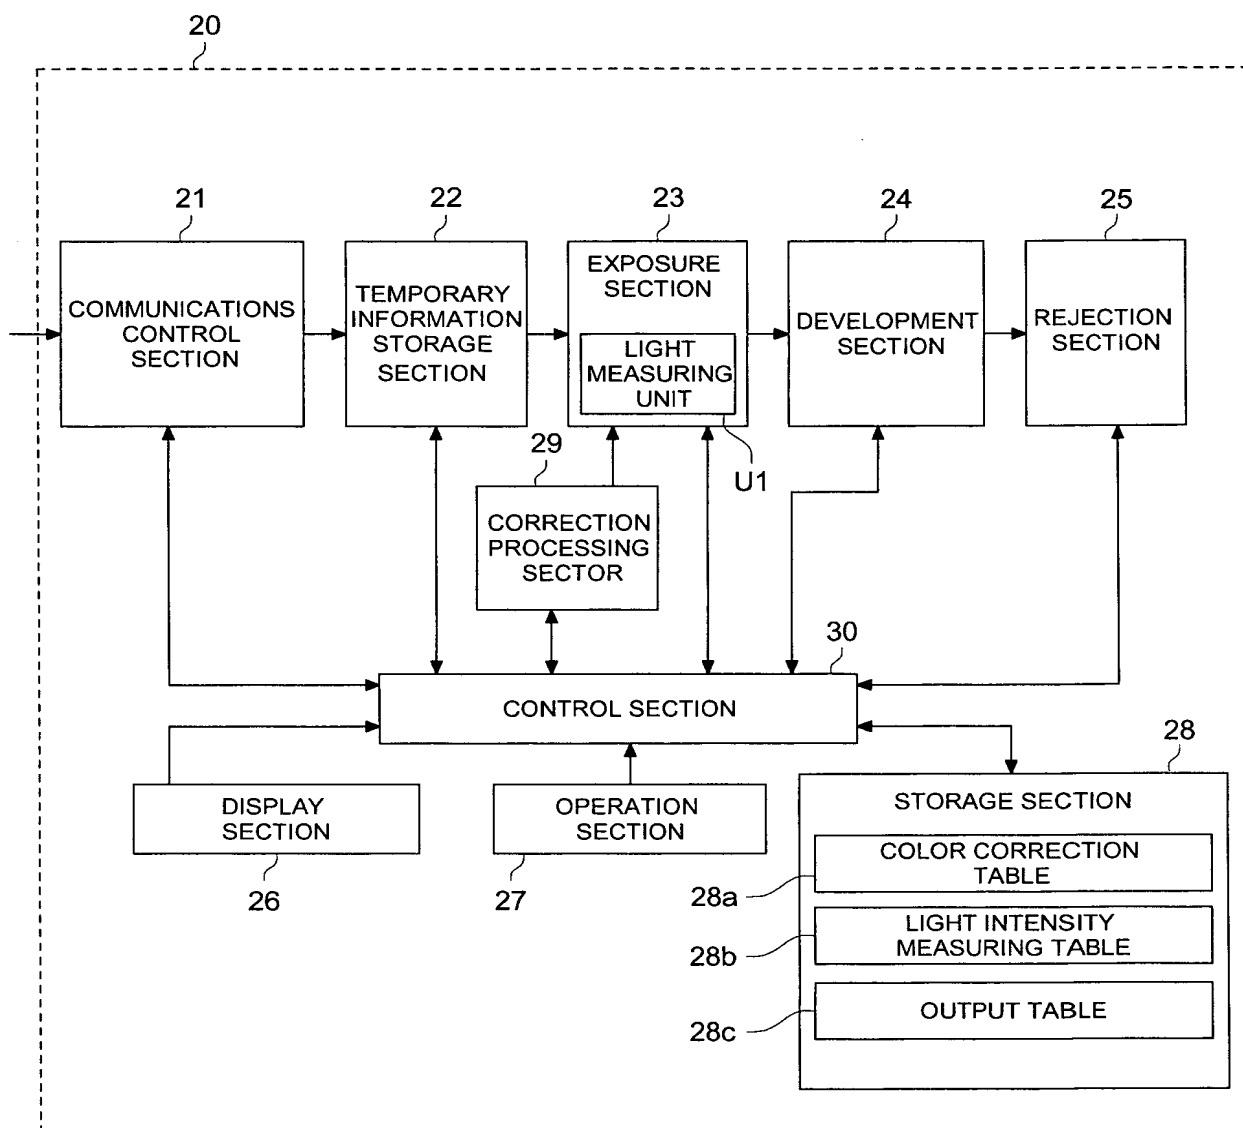 20
21
22
23
24
25
COMMUNICATIONS
CONTROL
SECTION
TEMPORARY
INFORMATION
STORAGE
SECTION
EXPOSURE
SECTION
LIGHT
MEASURING
UNIT
DEVELOPMENT
SECTION
REJECTION
SECTION
29
U1
CORRECTION
PROCESSING
SECTOR
30
CONTROL SECTION
28
DISPLAY
SECTION
26
OPERATION
SECTION
27
STORAGE SECTION
COLOR CORRECTION
TABLE
28a
LIGHT INTENSITY
MEASURING TABLE
28b
OUTPUT TABLE
28c